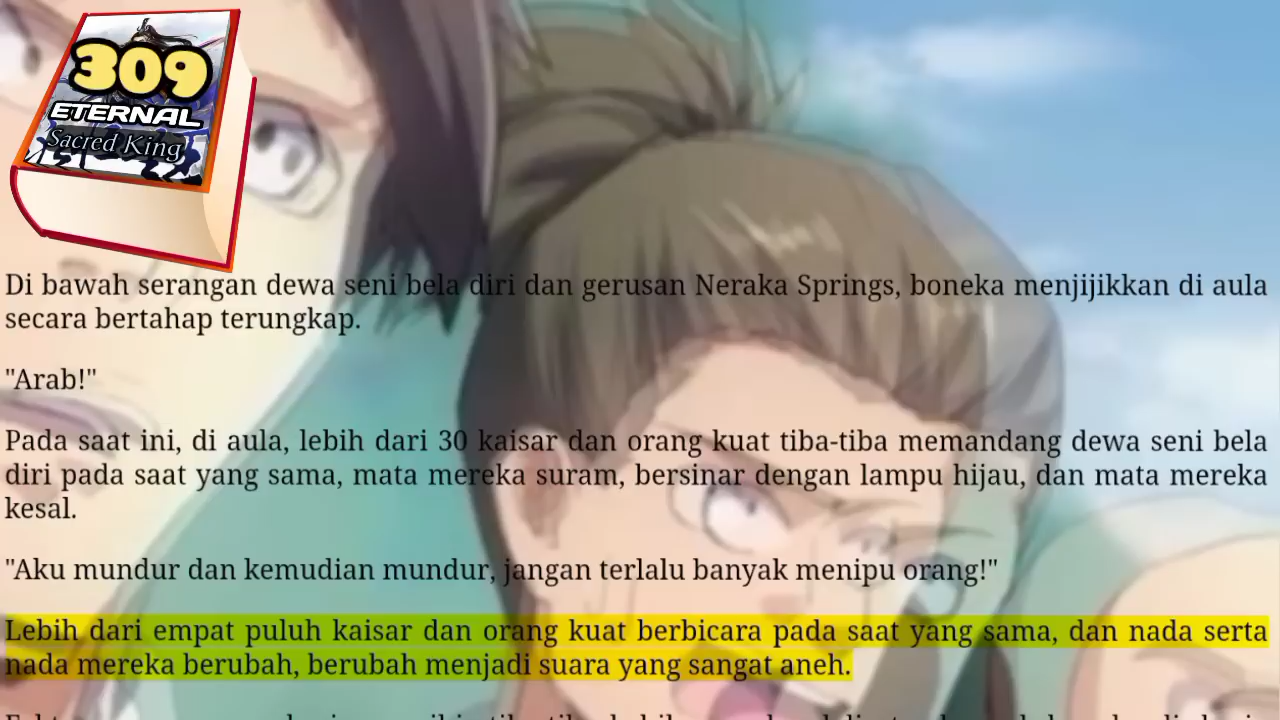 309
ETERNAL
Sacred King
Di bawah serangan dewa seni bela diri dan gerusan Neraka Springs, boneka menjijikkan di aula
secara bertahap terungkap.
"Arab!"
Pada saat ini, di aula, lebih dari 30 kaisar dan orang kuat tiba-tiba memandang dewa seni bela
diri pada saat yang sama, mata mereka suram, bersinar dengan lampu hijau, dan mata mereka
kesal.
"Aku mundur dan kemudian mundur, jangan terlalu banyak menipu orang!"
Lebih dari empat puluh kaisar dan orang kuat berbicara pada saat yang sama, dan nada serta
nada mereka berubah, berubah menjadi suara yang sangat aneh.